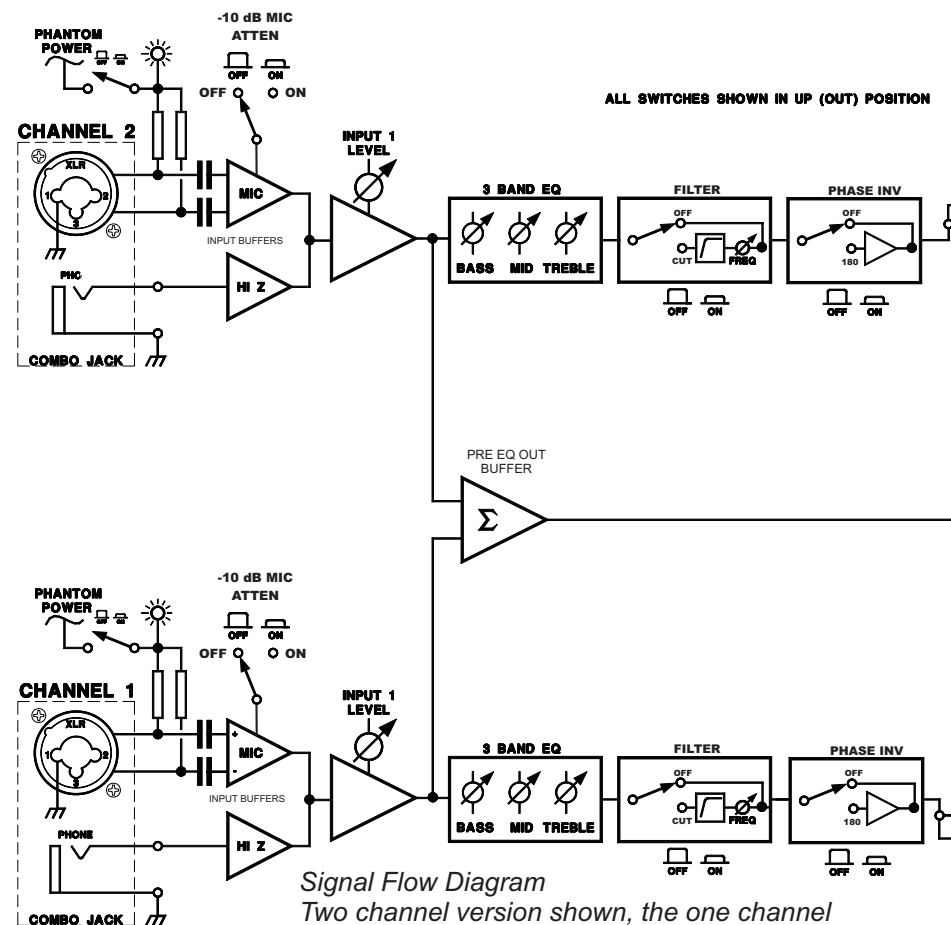 -10 dB MIC
ATTEN
PHANTOM
POWER
OFF ON
OFF ON
OFF ON
ALL SWITCHES SHOWN IN UP (OUT) POSITION
CHANNEL 2
XLR
1 2
3
MIC
INPUT BUFFERS
INPUT 1
LEVEL
3 BAND EQ
BASS MID TREBLE
FILTER
OFF
CUT FREQ
OFF ON
PHASE INV
OFF
180
OFF ON
PHO
HI Z
COMBO JACK
PRE EQ OUT
BUFFER
Σ
-10 dB MIC
ATTEN
PHANTOM
POWER
OFF ON
OFF ON
OFF ON
CHANNEL 1
XLR
1 2
3
+
MIC
-
INPUT BUFFERS
INPUT 1
LEVEL
3 BAND EQ
BASS MID TREBLE
FILTER
OFF
CUT FREQ
OFF ON
PHASE INV
OFF
180
OFF ON
PHONE
HI Z
COMBO JACK
Signal Flow Diagram
Two channel version shown, the one channel